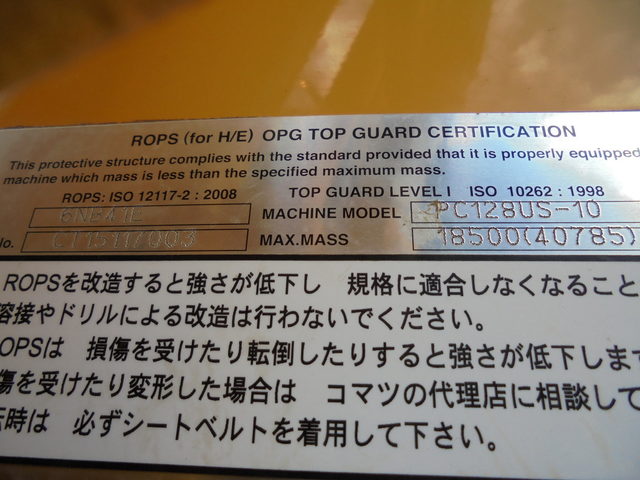 ROPS (for H/E) OPG TOP GUARD CERTIFICATION
This protective structure complies with the standard provided that it is properly equipped
machine which mass is less than the specified maximum mass.
ROPS: ISO 12117-2 : 2008 TOP GUARD LEVEL I ISO 10262 : 1998
MACHINE MODEL PC128US-10
No. MAX.MASS 18500(40785)
ROPSを改造すると強さが低下し 規格に適合しなくなること
溶接やドリルによる改造は行わないでください。
OPSは 損傷を受けたり転倒したりすると強さが低下します
傷を受けたり変形した場合は コマツの代理店に相談して
転時は 必ずシートベルトを着用して下さい。